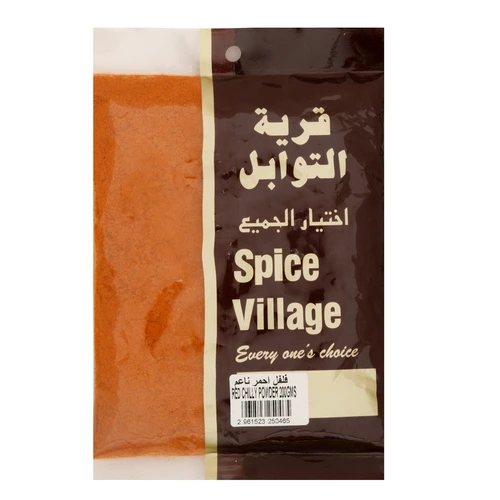 قرية
التوابل
اختيار الجميع
Spice
Village
Every one's choice
فلفل احمر ناعم
RED CHILLY POWDER 200GMS
2 961523 250485